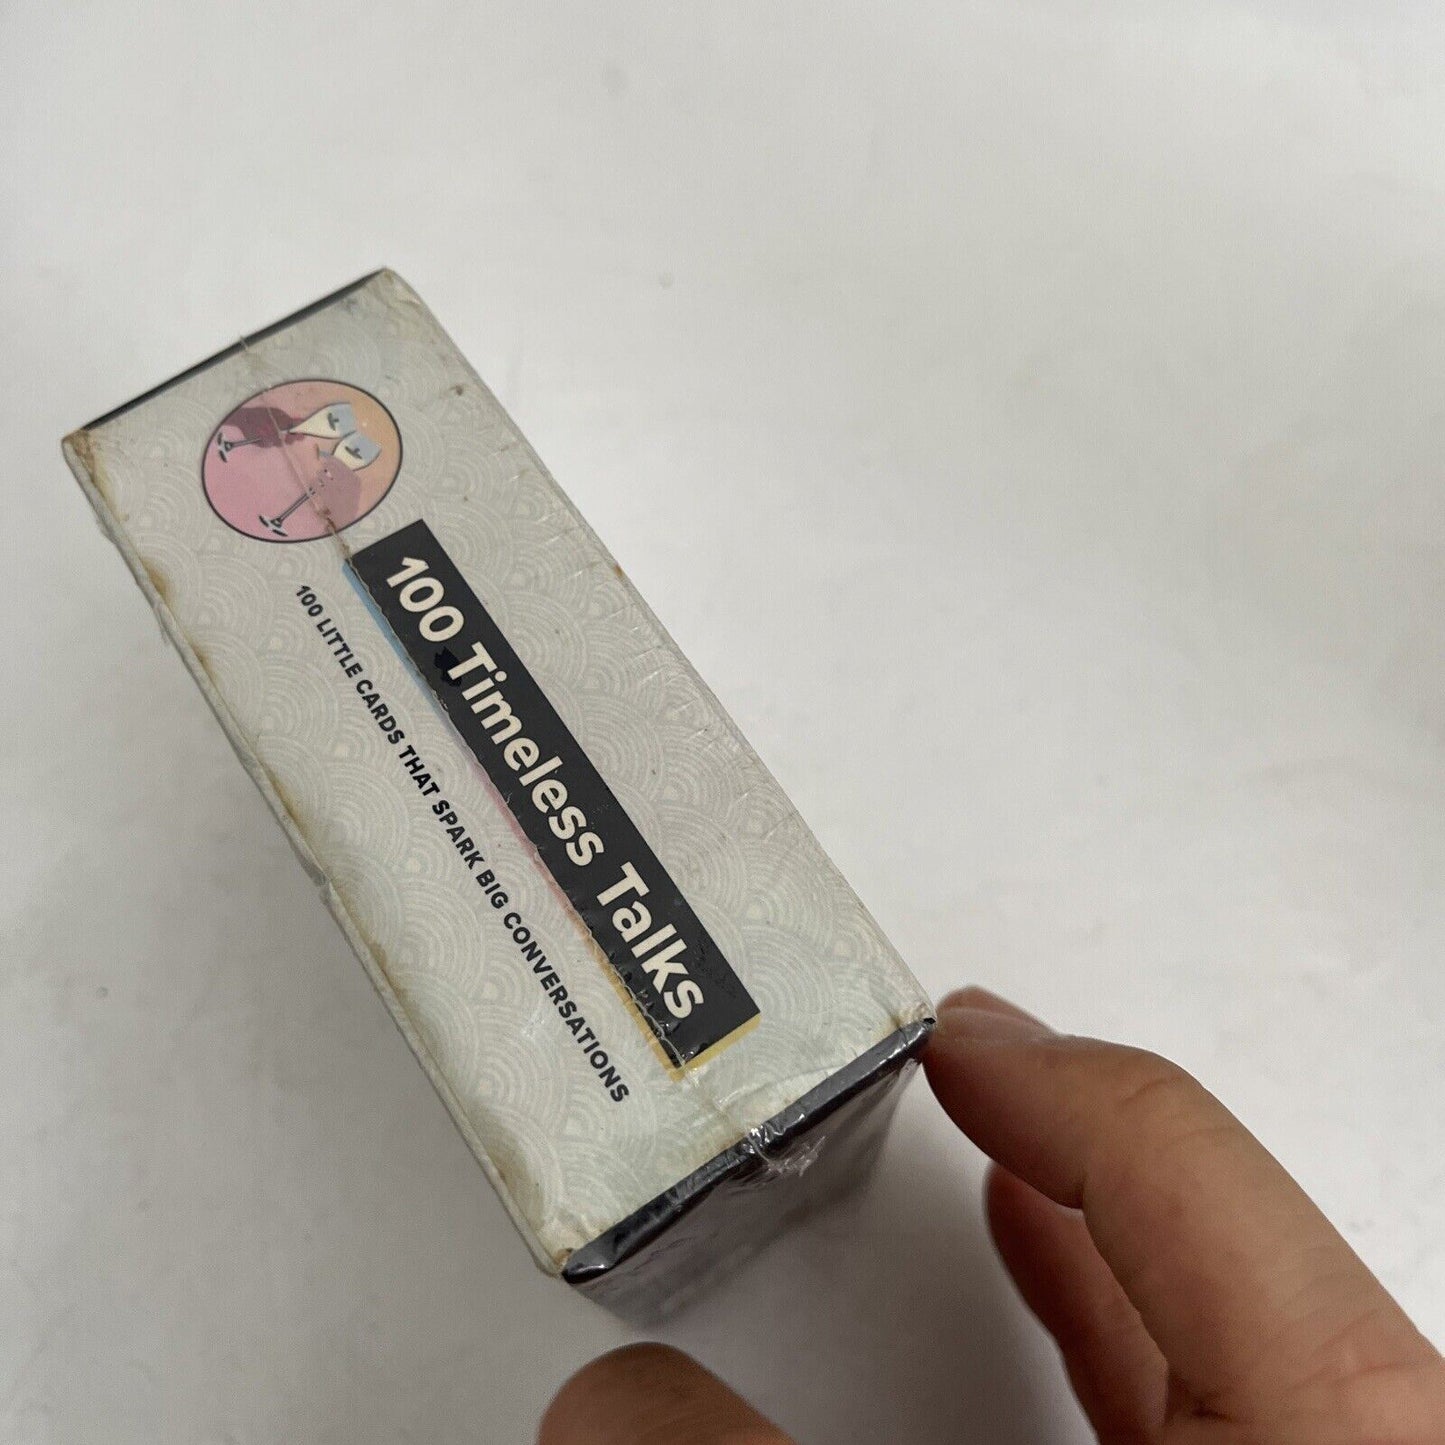 100 Timeless Talks
100 LITTLE CARDS THAT SPARK BIG CONVERSATIONS